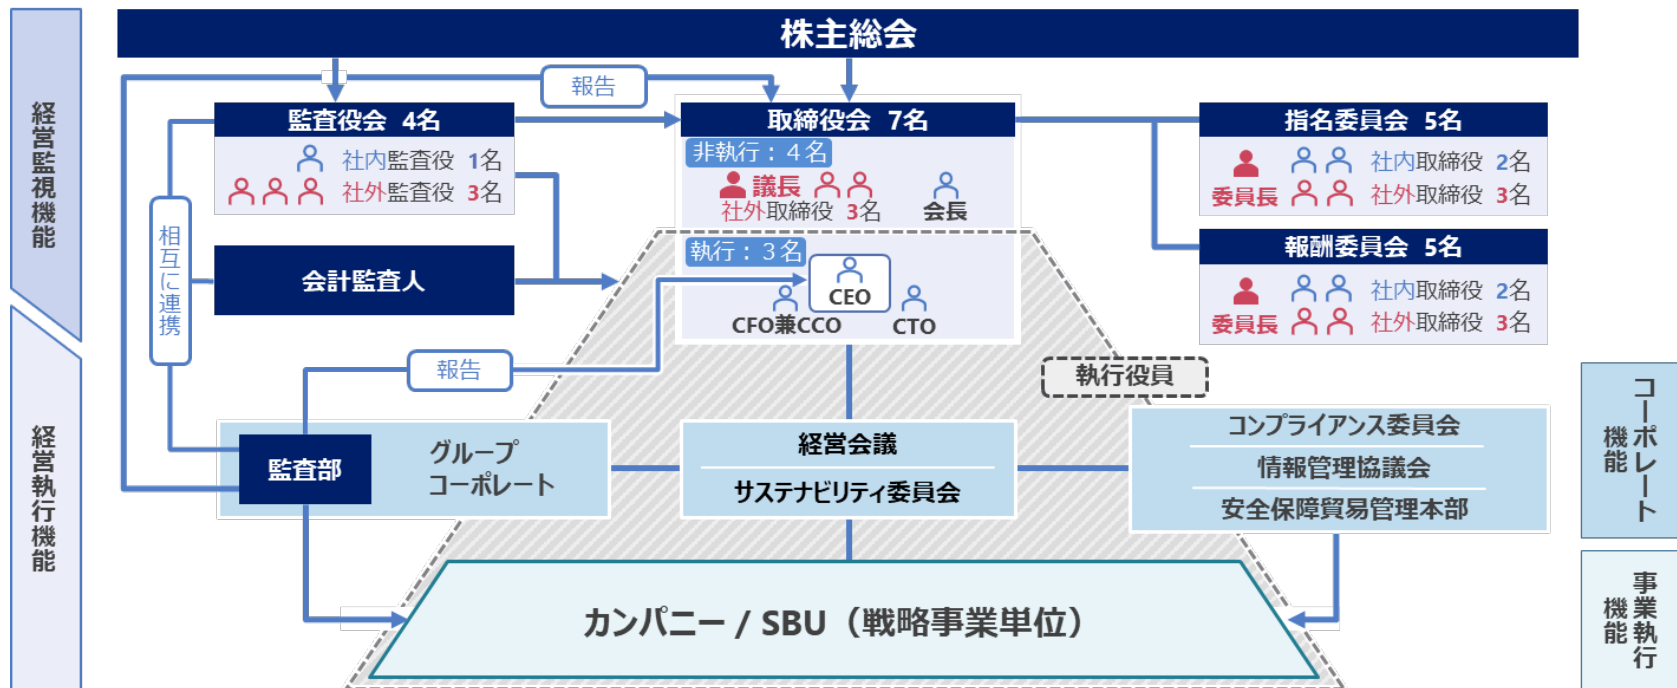 株主総会
経営監視機能
報告
監査役会 4名
社内監査役 1名
社外監査役 3名
取締役会 7名
非執行：４名
議長
社外取締役 3名
会長
執行：３名
CEO
CFO兼CCO
CTO
指名委員会 5名
委員長
社内取締役 2名
社外取締役 3名
報酬委員会 5名
委員長
社内取締役 2名
社外取締役 3名
相互に連携
会計監査人
報告
執行役員
経営執行機能
監査部
グループ
コーポレート
経営会議
サステナビリティ委員会
コンプライアンス委員会
情報管理協議会
安全保障貿易管理本部
コーポレート
機能
カンパニー / SBU（戦略事業単位）
事業執行
機能